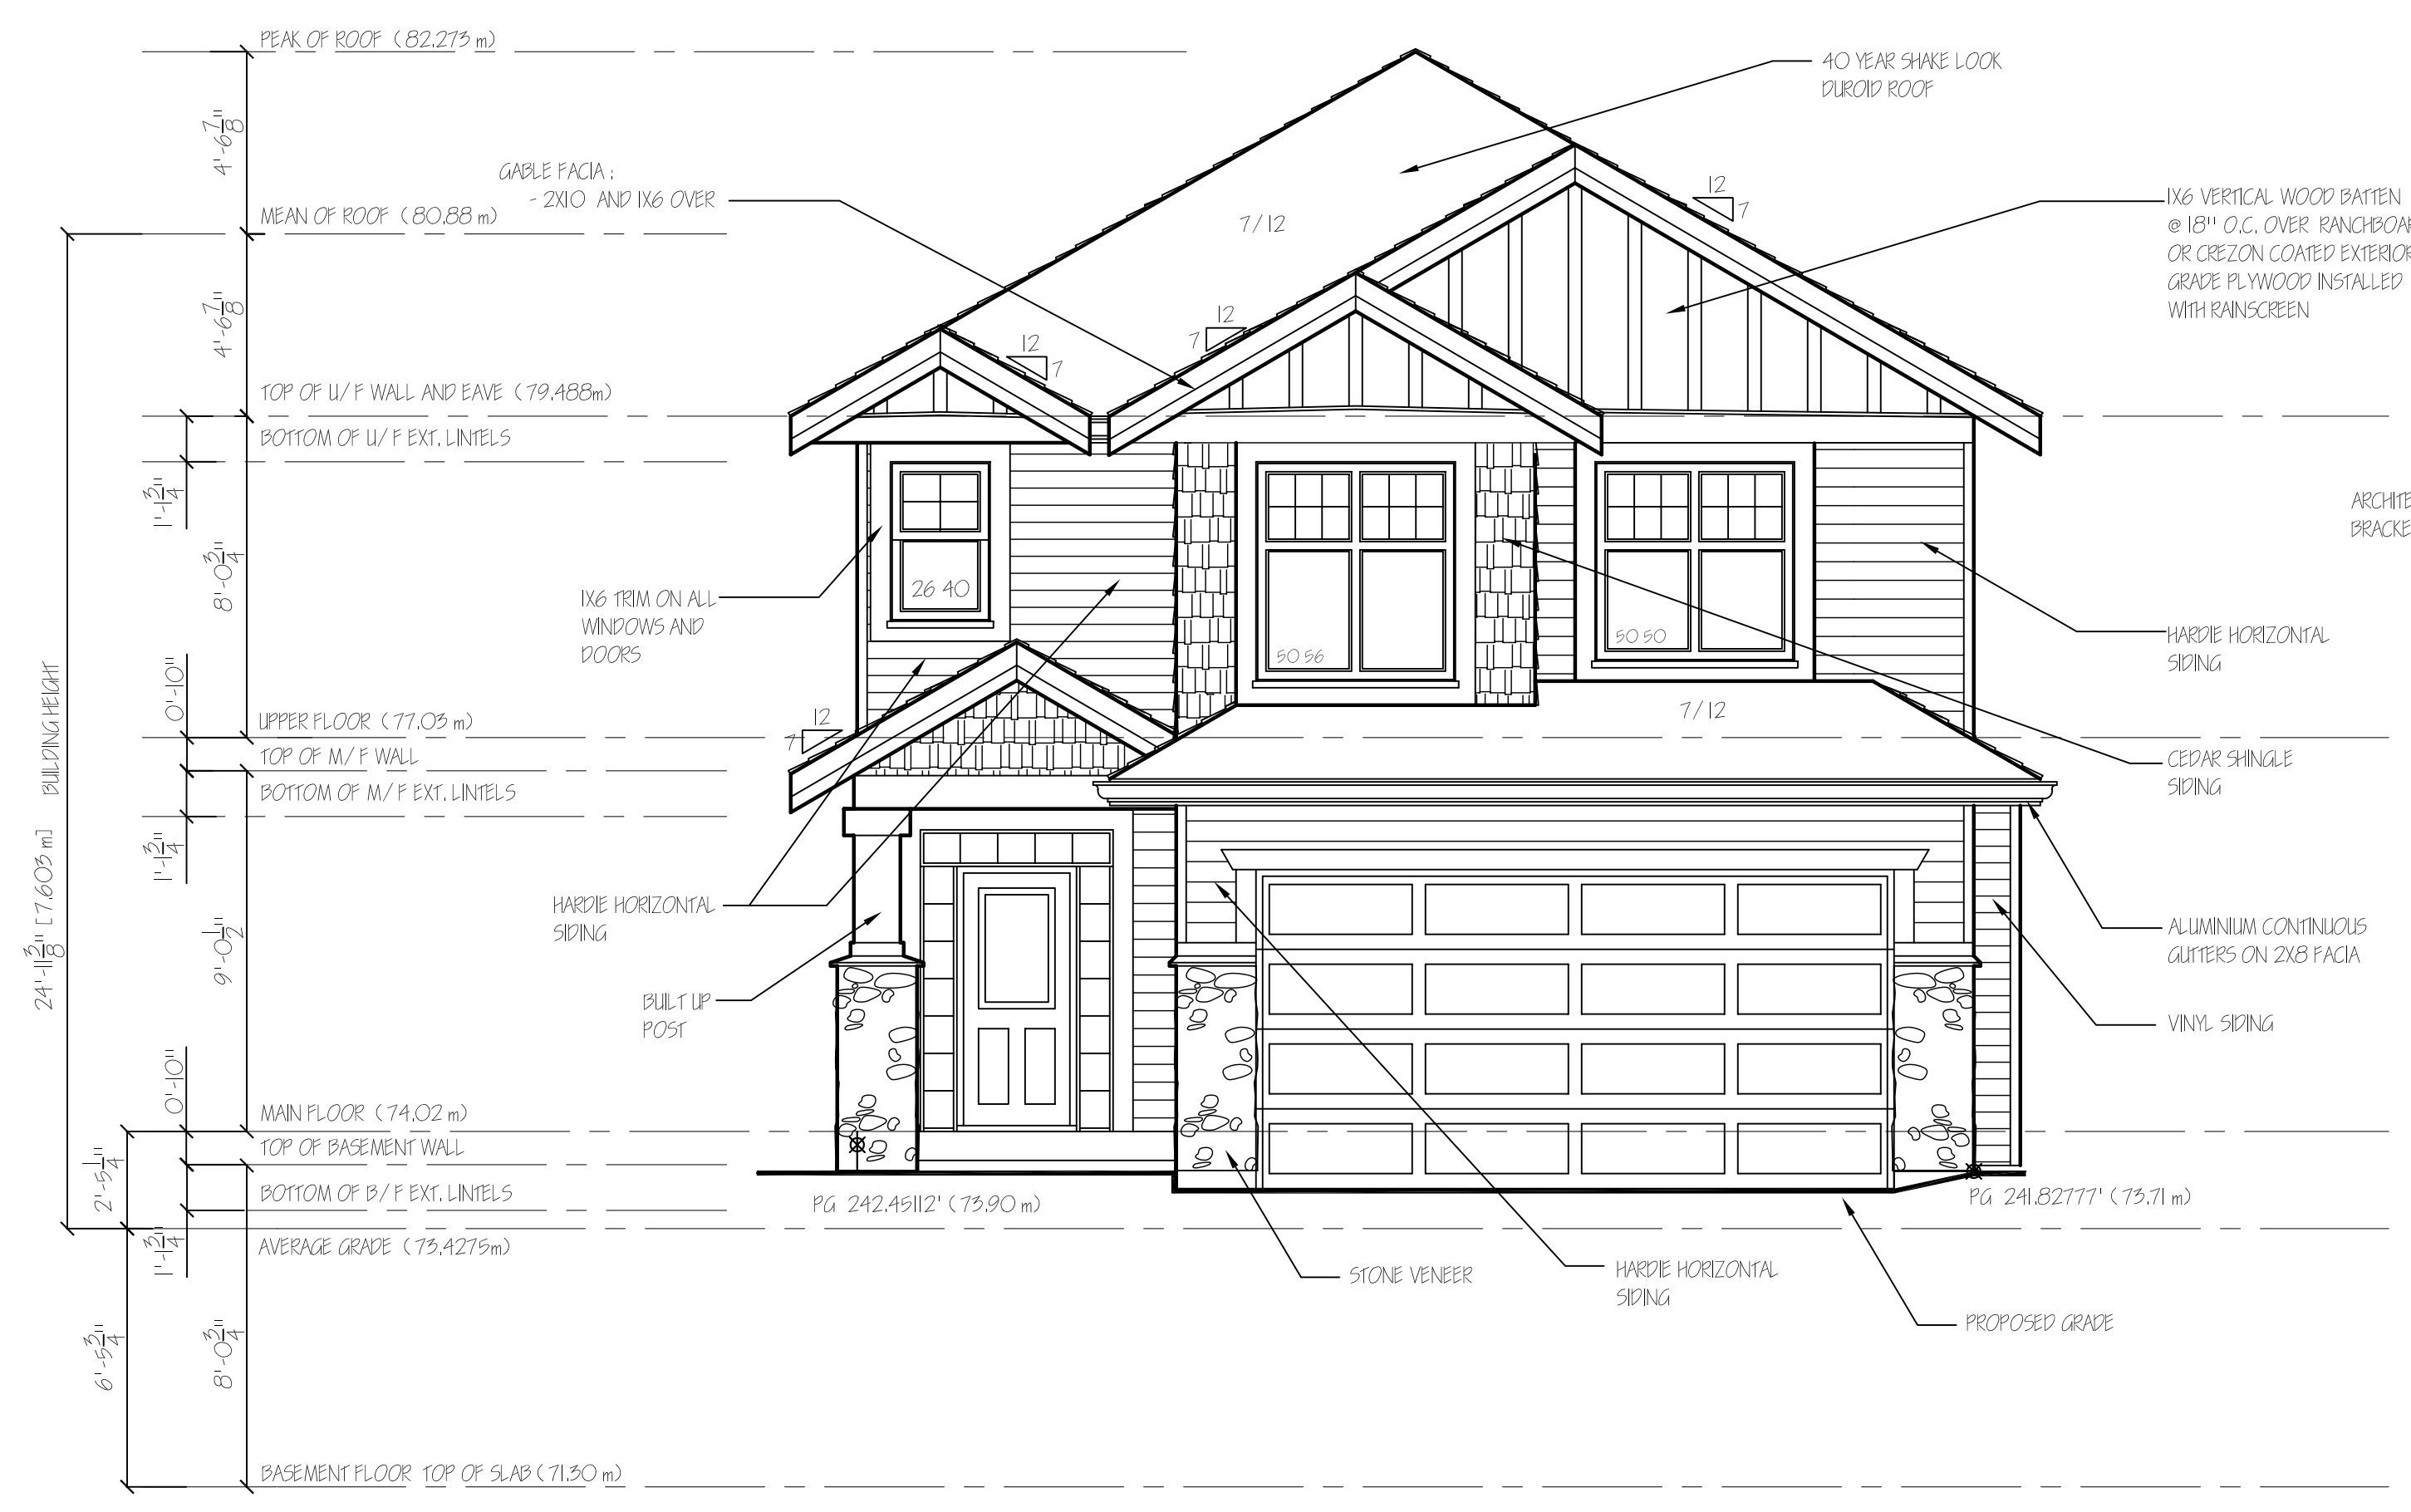 PEAK OF ROOF (82.273 m)
4'-6 7/8"
MEAN OF ROOF (80.88 m)
4'-6 7/8"
TOP OF U/F WALL AND EAVE (79.488m)
BOTTOM OF U/F EXT. LINTELS
1'-1 3/4"
8'-0 3/4"
0'-10"
UPPER FLOOR (77.03 m)
TOP OF M/F WALL
BOTTOM OF M/F EXT. LINTELS
1'-1 3/4"
9'-0 1/2"
0'-10"
MAIN FLOOR (74.02 m)
TOP OF BASEMENT WALL
BOTTOM OF B/F EXT. LINTELS
2'-5 1/4"
1'-1 3/4"
AVERAGE GRADE (73.4275m)
6'-5 3/4"
8'-0 3/4"
BASEMENT FLOOR TOP OF SLAB (71.30 m)
24'-11 3/8" [7.603 m] BUILDING HEIGHT
GABLE FACIA :
- 2X10 AND 1X6 OVER
1X6 TRIM ON ALL
WINDOWS AND
DOORS
HARDIE HORIZONTAL
SIDING
BUILT UP
POST
7/12
12
7
12
7
12
7
12
7
26 40
50 56
50 50
7/12
PG 242.45112' (73.90 m)
PG 241.82777' (73.71 m)
STONE VENEER
HARDIE HORIZONTAL
SIDING
PROPOSED GRADE
40 YEAR SHAKE LOOK
DUROID ROOF
1X6 VERTICAL WOOD BATTEN
@ 18" O.C. OVER RANCHBOA
OR CREZON COATED EXTERIOR
GRADE PLYWOOD INSTALLED
WITH RAINSCREEN
ARCHITE
BRACKE
HARDIE HORIZONTAL
SIDING
CEDAR SHINGLE
SIDING
ALUMINIUM CONTINUOUS
GUTTERS ON 2X8 FACIA
VINYL SIDING